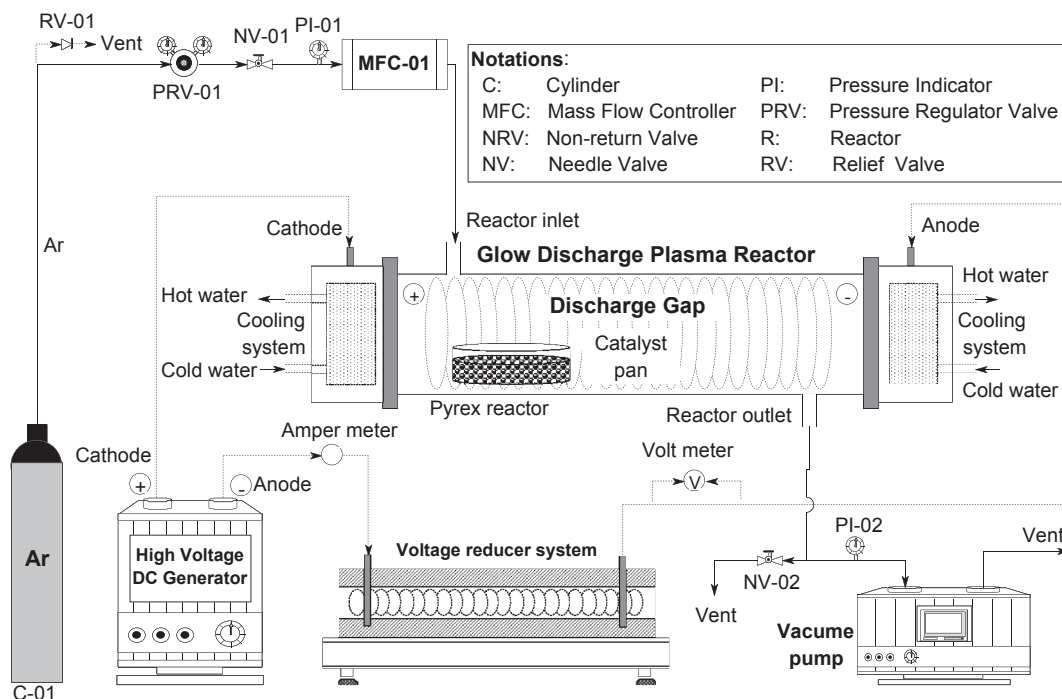 RV-01
Vent
PRV-01
NV-01
PI-01
MFC-01
Notations:
C: Cylinder
MFC: Mass Flow Controller
NRV: Non-return Valve
NV: Needle Valve
PI: Pressure Indicator
PRV: Pressure Regulator Valve
R: Reactor
RV: Relief Valve
Ar
Cathode
Reactor inlet
Anode
Glow Discharge Plasma Reactor
Hot water
Cooling
system
Cold water
+
Discharge Gap
-
Catalyst
pan
Hot water
Cooling
system
Cold water
Pyrex reactor
Reactor outlet
Amper meter
Cathode
+
-
Anode
Volt meter
V
Ar
High Voltage
DC Generator
Voltage reducer system
PI-02
NV-02
Vent
Vent
Vacume
pump
C-01